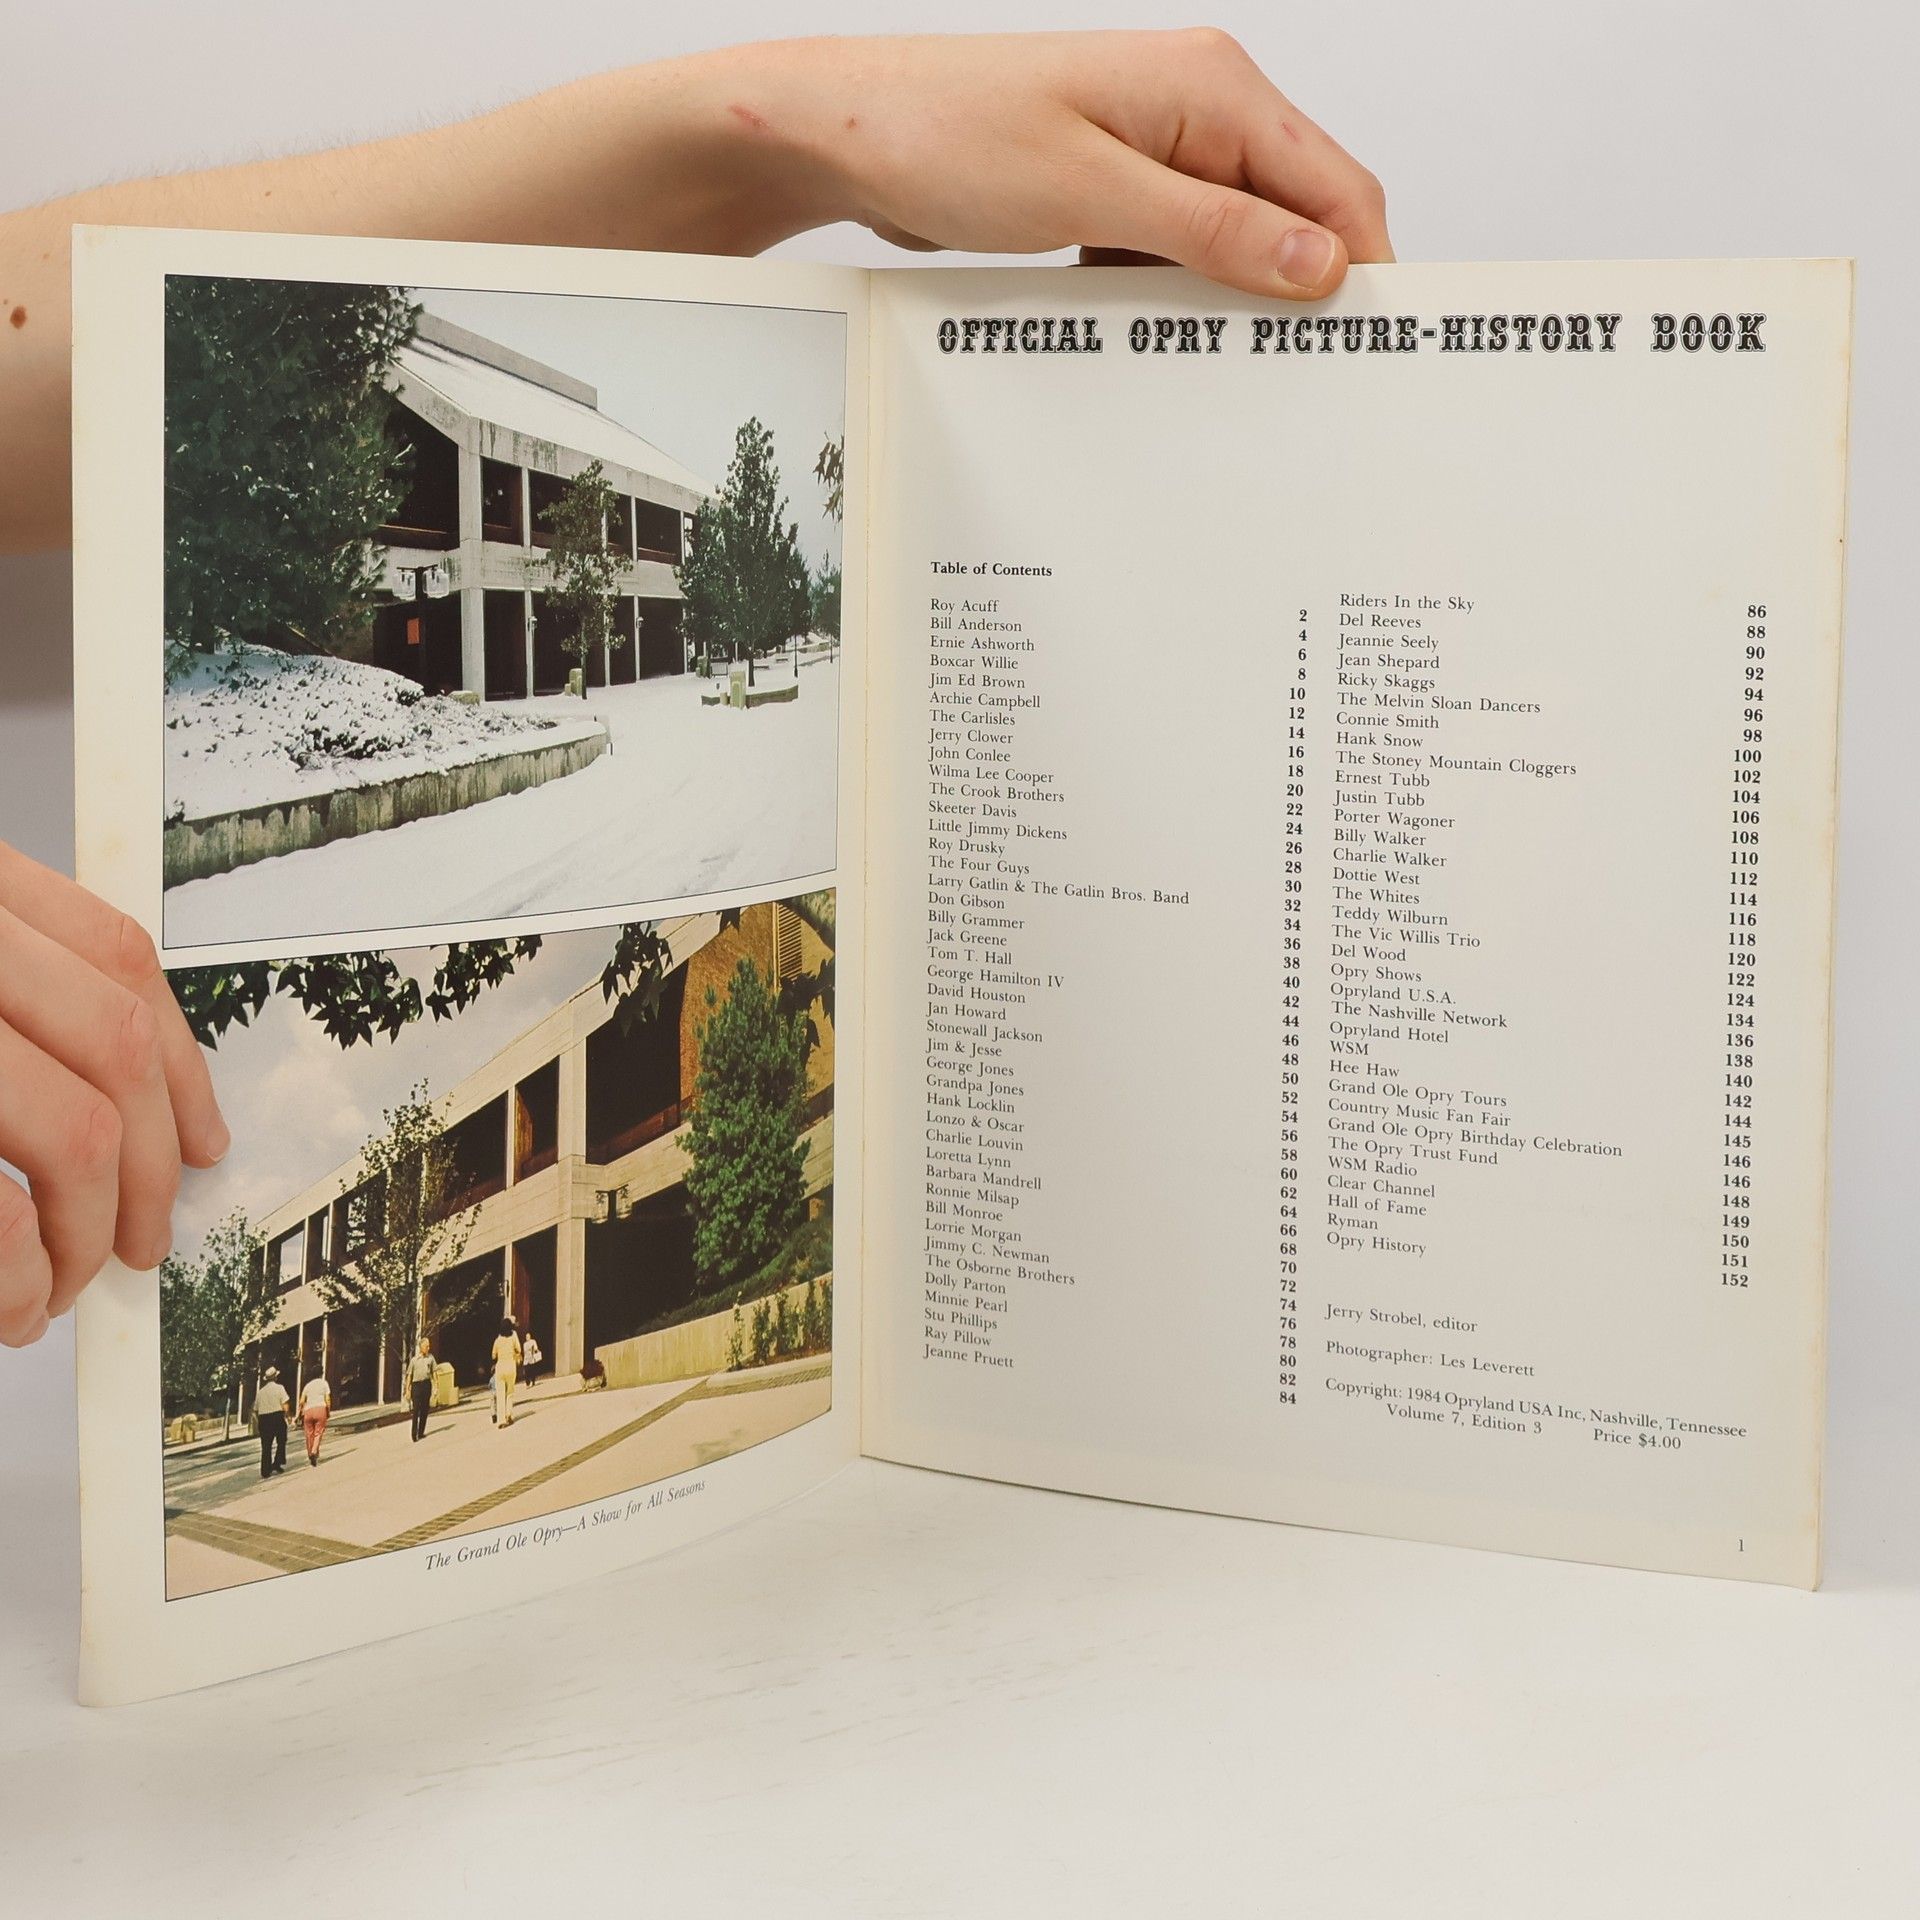 The Grand Ole Opry—A Show for All Seasons
OFFICIAL OPRY PICTURE-HISTORY BOOK
Table of Contents
Roy Acuff 2
Bill Anderson 4
Ernie Ashworth 6
Boxcar Willie 8
Jim Ed Brown 10
Archie Campbell 12
The Carlisles 14
Jerry Clower 16
John Conlee 18
Wilma Lee Cooper 20
The Crook Brothers 22
Skeeter Davis 24
Little Jimmy Dickens 26
Roy Drusky 28
The Four Guys 30
Larry Gatlin & The Gatlin Bros. Band 32
Don Gibson 34
Billy Grammer 36
Jack Greene 38
Tom T. Hall 40
George Hamilton IV 42
David Houston 44
Jan Howard 46
Stonewall Jackson 48
Jim & Jesse 50
George Jones 52
Grandpa Jones 54
Hank Locklin 56
Lonzo & Oscar 58
Charlie Louvin 60
Loretta Lynn 62
Barbara Mandrell 64
Ronnie Milsap 66
Bill Monroe 68
Lorrie Morgan 70
Jimmy C. Newman 72
The Osborne Brothers 74
Dolly Parton 76
Minnie Pearl 78
Stu Phillips 80
Ray Pillow 82
Jeanne Pruett 84
Riders In the Sky 86
Del Reeves 88
Jeannie Seely 90
Jean Shepard 92
Ricky Skaggs 94
The Melvin Sloan Dancers 96
Connie Smith 98
Hank Snow 100
The Stoney Mountain Cloggers 102
Ernest Tubb 104
Justin Tubb 106
Porter Wagoner 108
Billy Walker 110
Charlie Walker 112
Dottie West 114
The Whites 116
Teddy Wilburn 118
The Vic Willis Trio 120
Del Wood 122
Opry Shows 124
Opryland U.S.A. 134
The Nashville Network 136
Opryland Hotel 138
WSM 140
Hee Haw 142
Grand Ole Opry Tours 144
Country Music Fan Fair 145
Grand Ole Opry Birthday Celebration 146
The Opry Trust Fund 146
WSM Radio 148
Clear Channel 149
Hall of Fame 150
Ryman 151
Opry History 152
Jerry Strobel, editor
Photographer: Les Leverett
Copyright: 1984 Opryland USA Inc, Nashville, Tennessee
Volume 7, Edition 3 Price $4.00
1